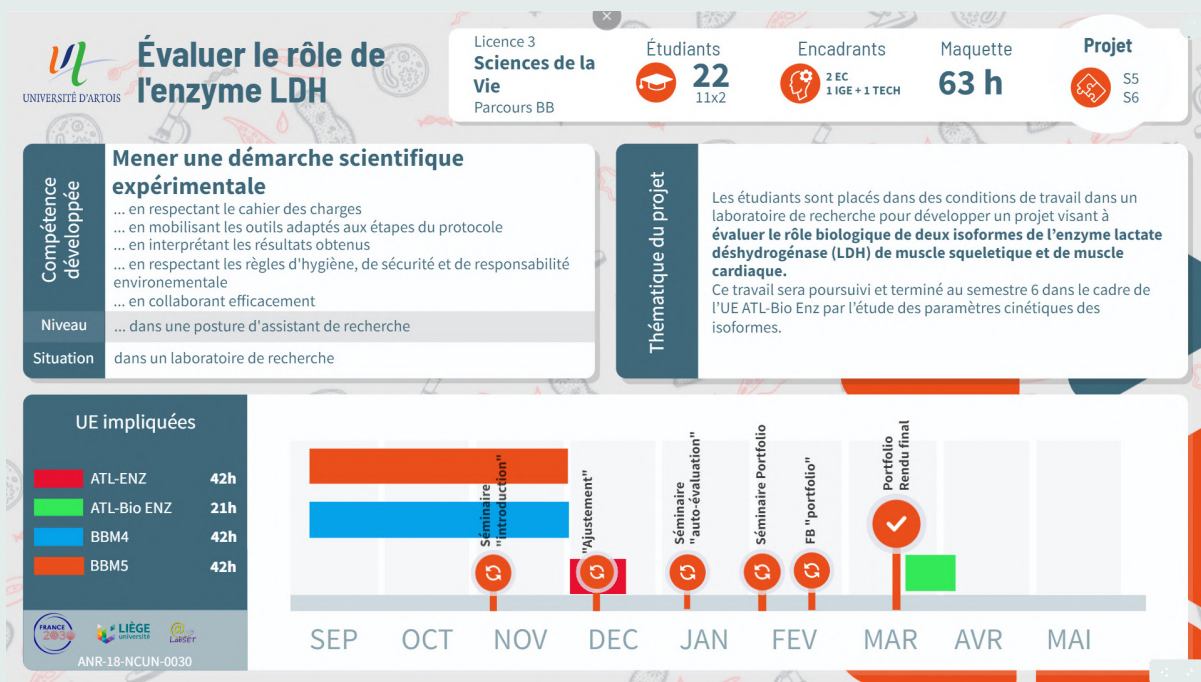 UNIVERSITÉ D'ARTOIS
Évaluer le rôle de
l'enzyme LDH
Licence 3
Sciences de la
Vie
Parcours BB
Étudiants
22
11x2
Encadrants
2 EC
1 IGE + 1 TECH
Maquette
63 h
Projet
S5
S6
Compétence
développée
Mener une démarche scientifique
expérimentale
... en respectant le cahier des charges
... en mobilisant les outils adaptés aux étapes du protocole
... en interprétant les résultats obtenus
... en respectant les règles d'hygiène, de sécurité et de responsabilité
environementale
... en collaborant efficacement
Niveau
... dans une posture d'assistant de recherche
Situation
dans un laboratoire de recherche
Thématique du projet
Les étudiants sont placés dans des conditions de travail dans un
laboratoire de recherche pour développer un projet visant à
évaluer le rôle biologique de deux isoformes de l'enzyme lactate
déshydrogénase (LDH) de muscle squeletique et de muscle
cardiaque.
Ce travail sera poursuivi et terminé au semestre 6 dans le cadre de
l'UE ATL-Bio Enz par l'étude des paramètres cinétiques des
isoformes.
UE impliquées
ATL-ENZ 42h
ATL-Bio ENZ 21h
BBM4 42h
BBM5 42h
FRANCE
2030
LIÈGE
université
LabSET
ANR-18-NCUN-0030
Séminaire
"introduction"
"Ajustement"
Séminaire
"auto-évaluation"
Séminaire Portfolio
FB "portfolio"
Portfolio
Rendu final
SEP OCT NOV DEC JAN FEV MAR AVR MAI